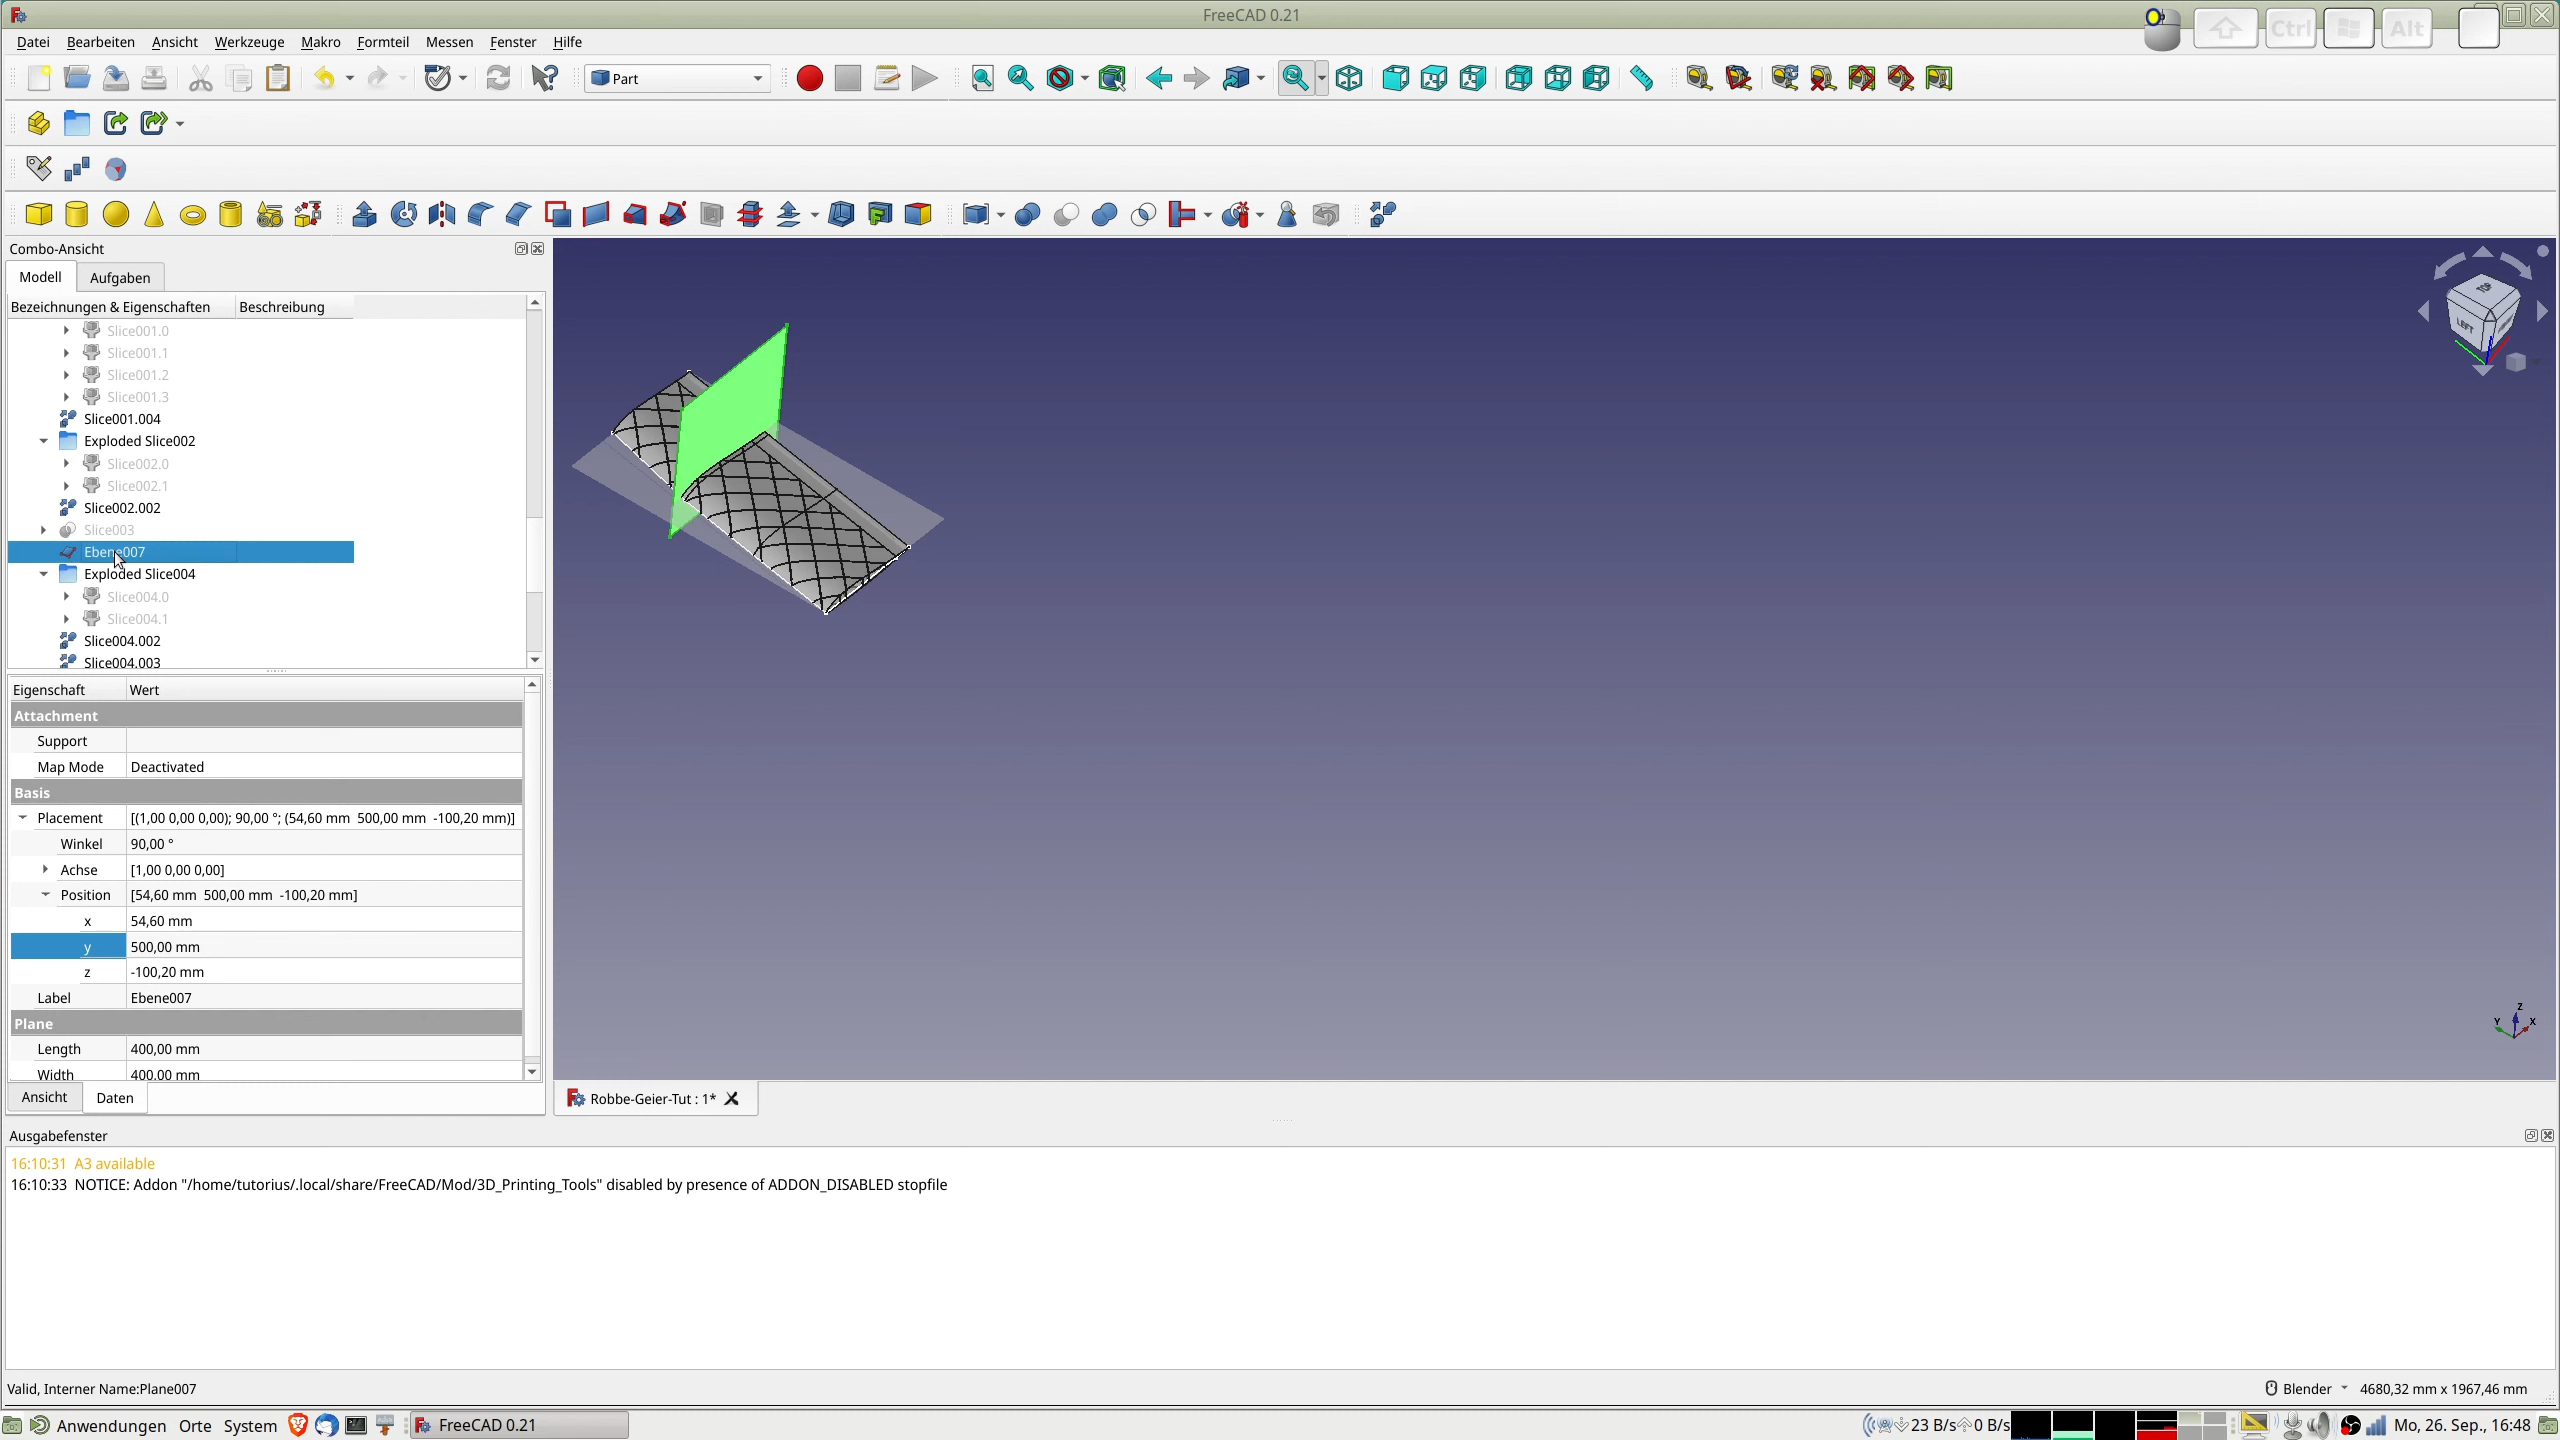 FreeCAD 0.21
Datei Bearbeiten Ansicht Werkzeuge Makro Formteil Messen Fenster Hilfe
Ctrl Alt
Part
Combo-Ansicht
Modell Aufgaben
Bezeichnungen & Eigenschaften Beschreibung
Slice001.0
Slice001.1
Slice001.2
Slice001.3
Slice001.004
Exploded Slice002
Slice002.0
Slice002.1
Slice002.002
Slice003
Ebene007
Exploded Slice004
Slice004.0
Slice004.1
Slice004.002
Slice004.003
LEFT
Z
Y X
Eigenschaft Wert
Attachment
Support
Map Mode Deactivated
Basis
Placement [(1,00 0,00 0,00); 90,00 °; (54,60 mm 500,00 mm -100,20 mm)]
Winkel 90,00 °
Achse [1,00 0,00 0,00]
Position [54,60 mm 500,00 mm -100,20 mm]
x 54,60 mm
y 500,00 mm
z -100,20 mm
Label Ebene007
Plane
Length 400,00 mm
Width 400,00 mm
Ansicht Daten
Robbe-Geier-Tut : 1*
Ausgabefenster
16:10:31 A3 available
16:10:33 NOTICE: Addon "/home/tutorius/.local/share/FreeCAD/Mod/3D_Printing_Tools" disabled by presence of ADDON_DISABLED stopfile
Valid, Interner Name:Plane007
Blender 4680,32 mm x 1967,46 mm
Anwendungen Orte System FreeCAD 0.21 23 B/s 0 B/s Mo, 26. Sep., 16:48